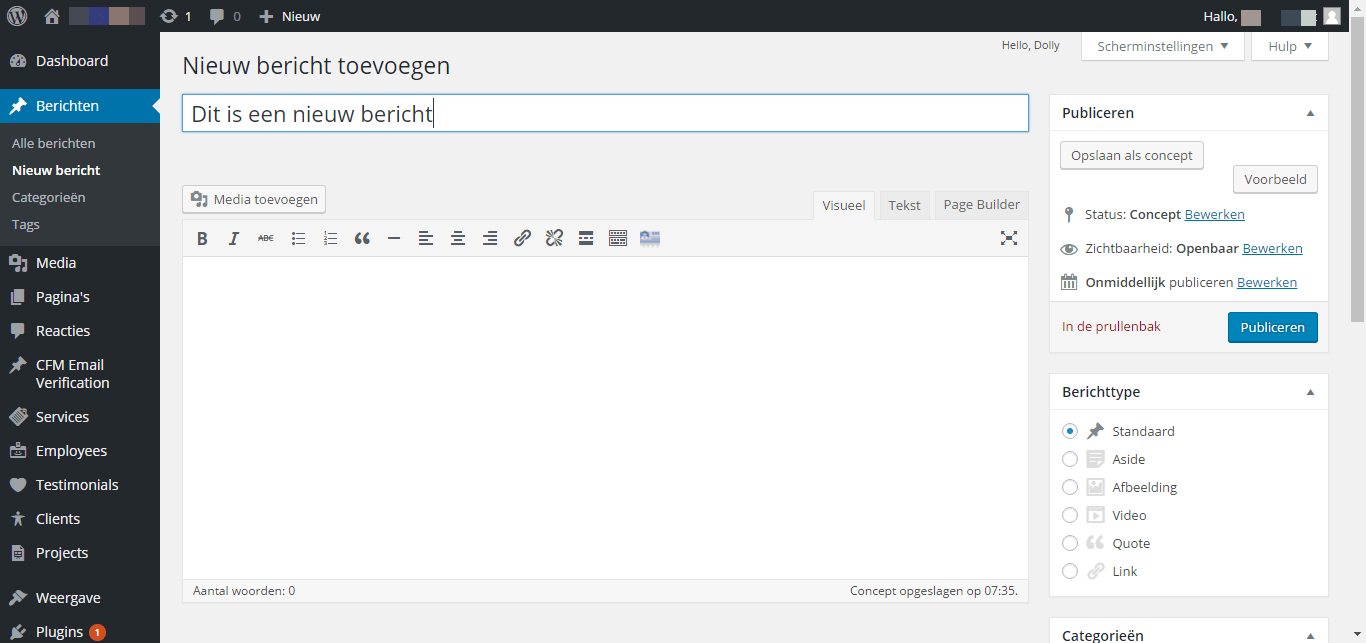 1 0 Nieuw Hallo,
Dashboard
Berichten
Alle berichten
Nieuw bericht
Categorieën
Tags
Media
Pagina's
Reacties
CFM Email
Verification
Services
Employees
Testimonials
Clients
Projects
Weergave
Plugins 1
Hello, Dolly
Scherminstellingen
Hulp
Nieuw bericht toevoegen
Dit is een nieuw bericht
Media toevoegen
Visueel Tekst Page Builder
B I ABC
Aantal woorden: 0 Concept opgeslagen op 07:35.
Publiceren
Opslaan als concept
Voorbeeld
Status: Concept Bewerken
Zichtbaarheid: Openbaar Bewerken
Onmiddellijk publiceren Bewerken
In de prullenbak Publiceren
Berichttype
Standaard
Aside
Afbeelding
Video
Quote
Link
Categorieën